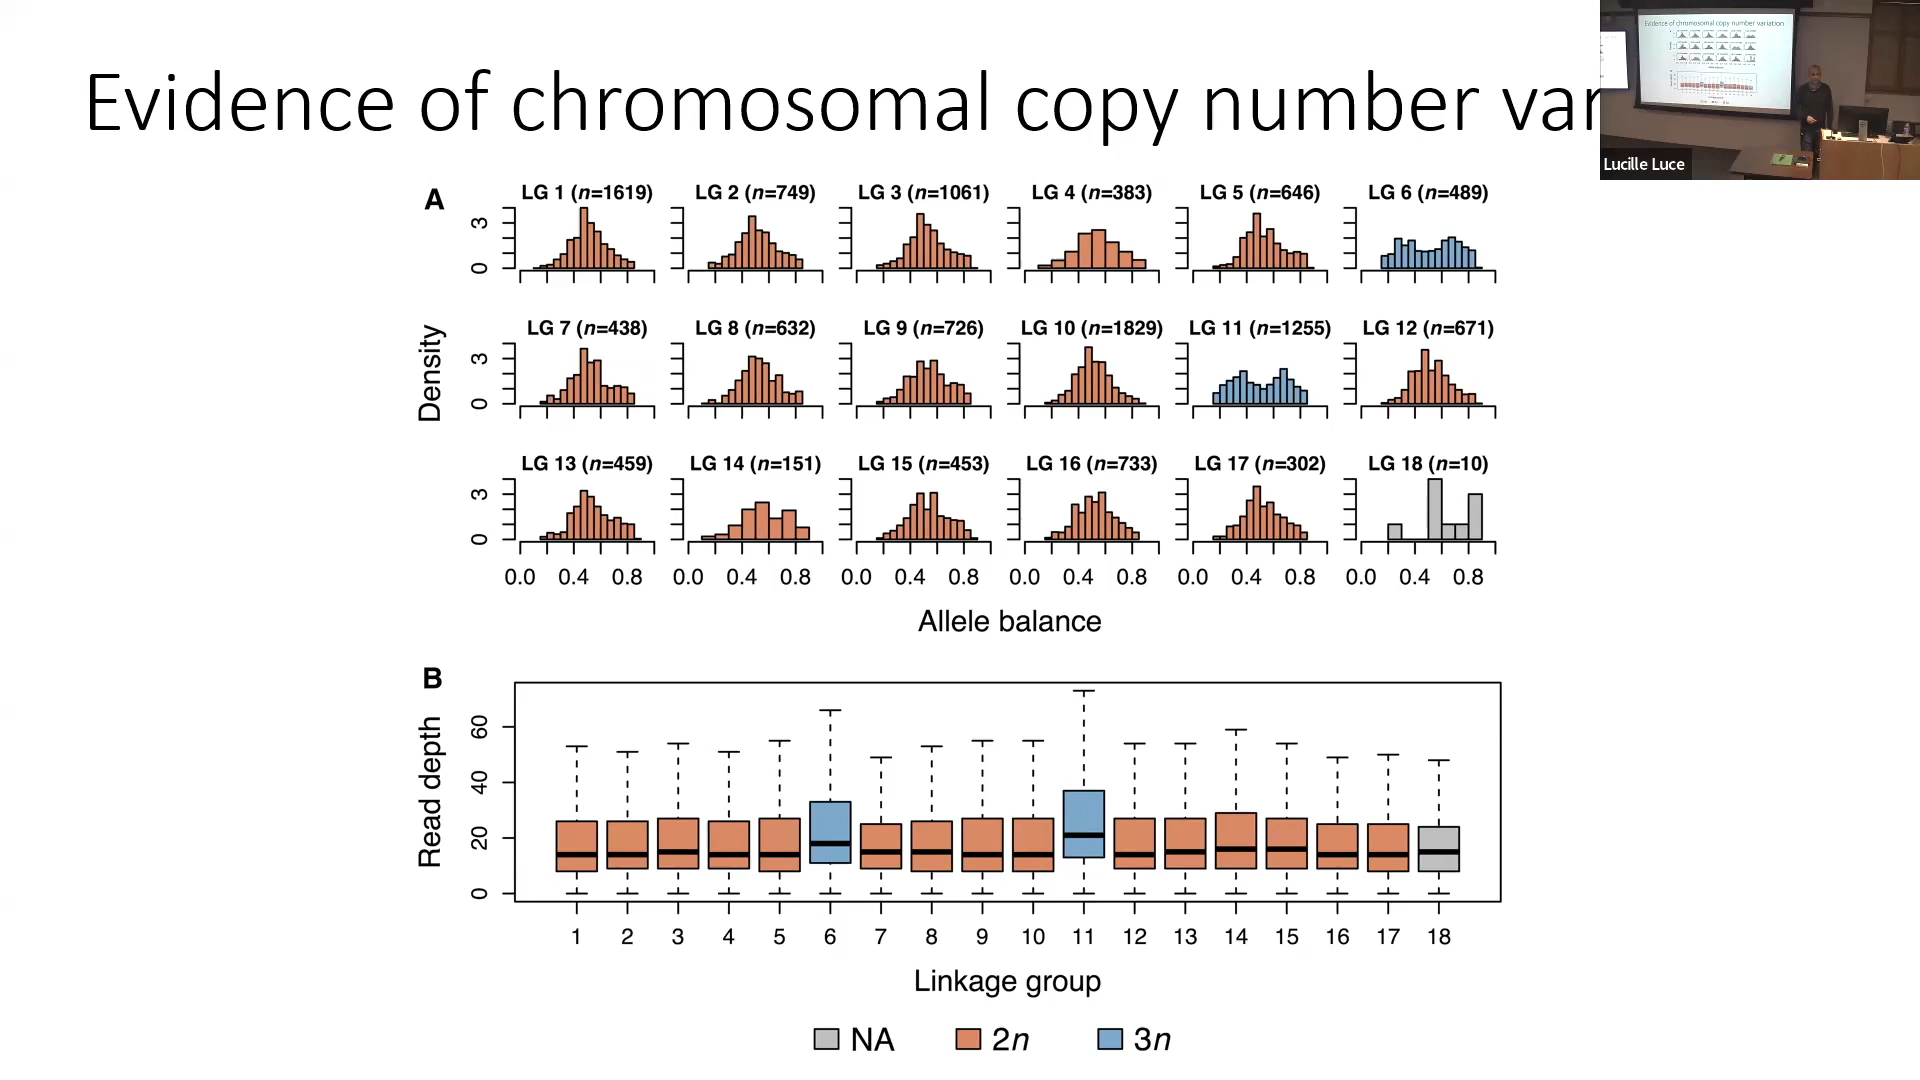 Evidence of chromosomal copy number var
Evidence of chromosomal copy number variation
Lucille Luce
A
LG 1 (n=1619) LG 2 (n=749) LG 3 (n=1061) LG 4 (n=383) LG 5 (n=646) LG 6 (n=489)
3
0
LG 7 (n=438) LG 8 (n=632) LG 9 (n=726) LG 10 (n=1829) LG 11 (n=1255) LG 12 (n=671)
Density
3
0
LG 13 (n=459) LG 14 (n=151) LG 15 (n=453) LG 16 (n=733) LG 17 (n=302) LG 18 (n=10)
3
0
0.0 0.4 0.8 0.0 0.4 0.8 0.0 0.4 0.8 0.0 0.4 0.8 0.0 0.4 0.8 0.0 0.4 0.8
Allele balance
B
Read depth
60
40
20
0
1 2 3 4 5 6 7 8 9 10 11 12 13 14 15 16 17 18
Linkage group
NA 2n 3n